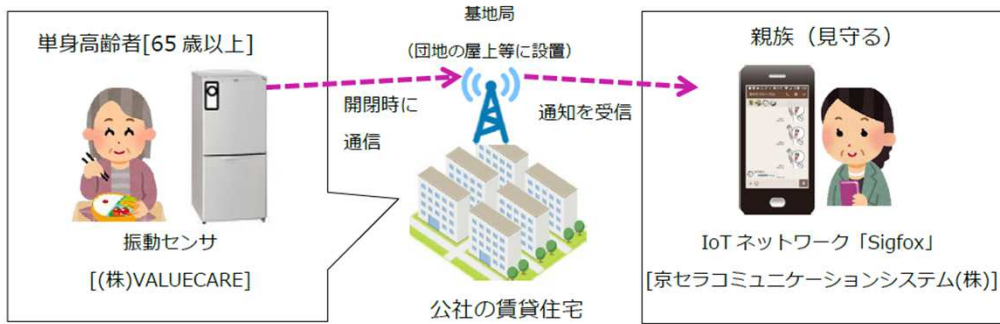 単身高齢者[65歳以上]
振動センサ
[(株)VALUECARE]
基地局
(団地の屋上等に設置)
開閉時に
通信
通知を受信
公社の賃貸住宅
親族（見守る）
IoTネットワーク「Sigfox」
[京セラコミュニケーションシステム(株)]